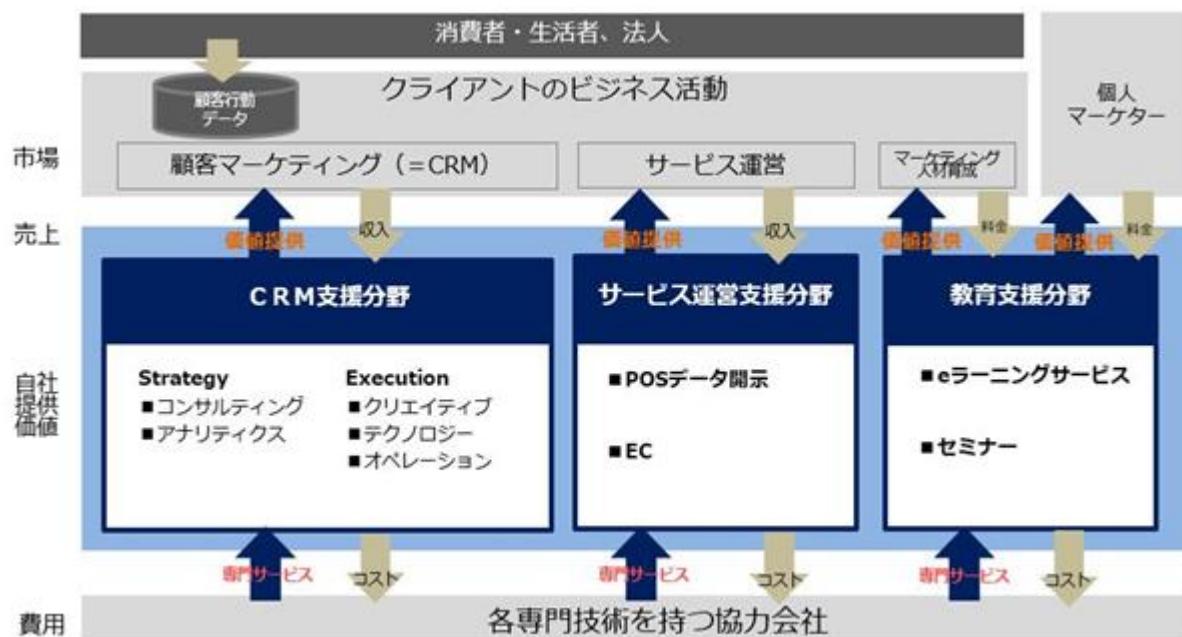 消費者・生活者、法人
クライアントのビジネス活動
顧客行動
データ
個人
マーケター
市場
顧客マーケティング（=CRM）
サービス運営
マーケティング
人材育成
売上
価値提供
収入
価値提供
収入
価値提供
料金
価値提供
料金
ＣＲＭ支援分野
サービス運営支援分野
教育支援分野
自社
提供
価値
Strategy
■コンサルティング
■アナリティクス
Execution
■クリエイティブ
■テクノロジー
■オペレーション
■POSデータ開示
■EC
■eラーニングサービス
■セミナー
専門サービス
コスト
専門サービス
コスト
専門サービス
コスト
費用
各専門技術を持つ協力会社